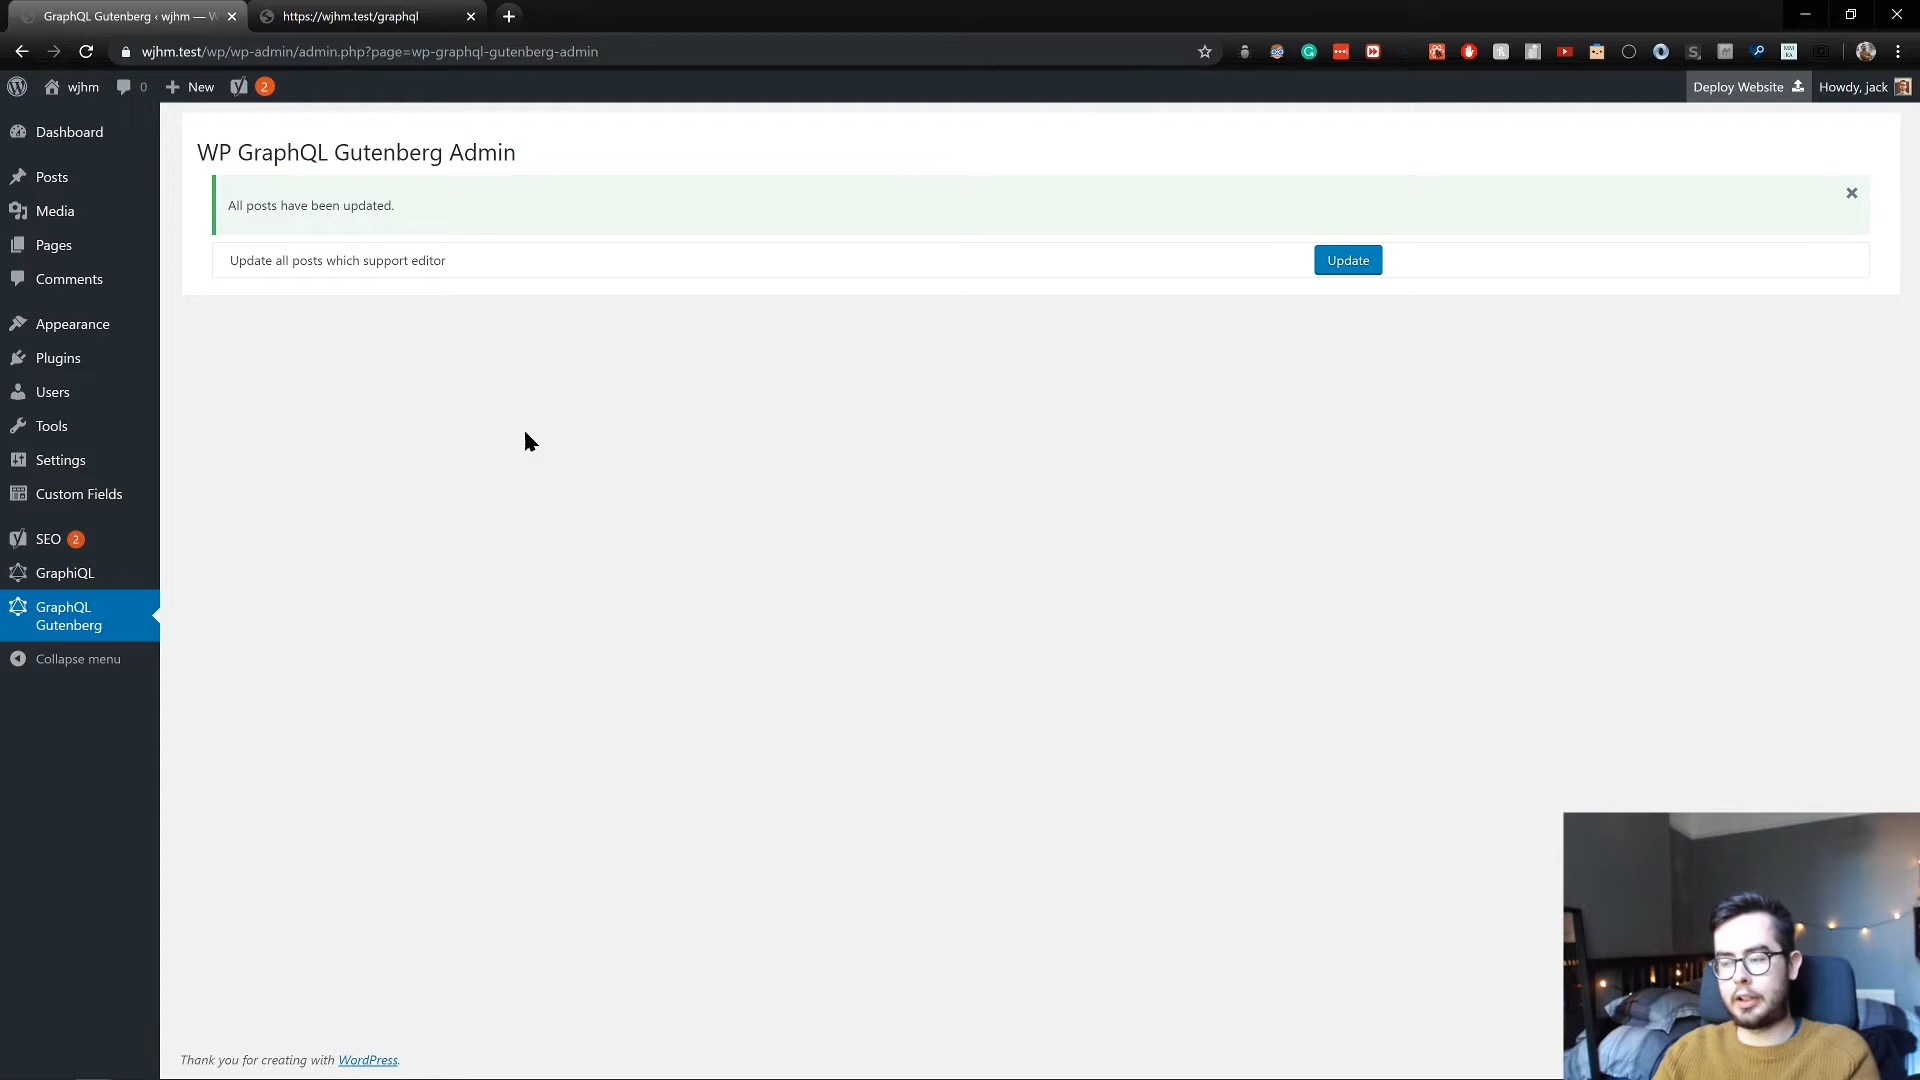 GraphQL Gutenberg ‹ wjhm — W
https://wjhm.test/graphql
wjhm.test/wp/wp-admin/admin.php?page=wp-graphql-gutenberg-admin
wjhm
0
New
2
Deploy Website
Howdy, jack
Dashboard
Posts
Media
Pages
Comments
Appearance
Plugins
Users
Tools
Settings
Custom Fields
SEO 2
GraphiQL
GraphQL
Gutenberg
Collapse menu
WP GraphQL Gutenberg Admin
All posts have been updated.
Update all posts which support editor
Update
Thank you for creating with WordPress.